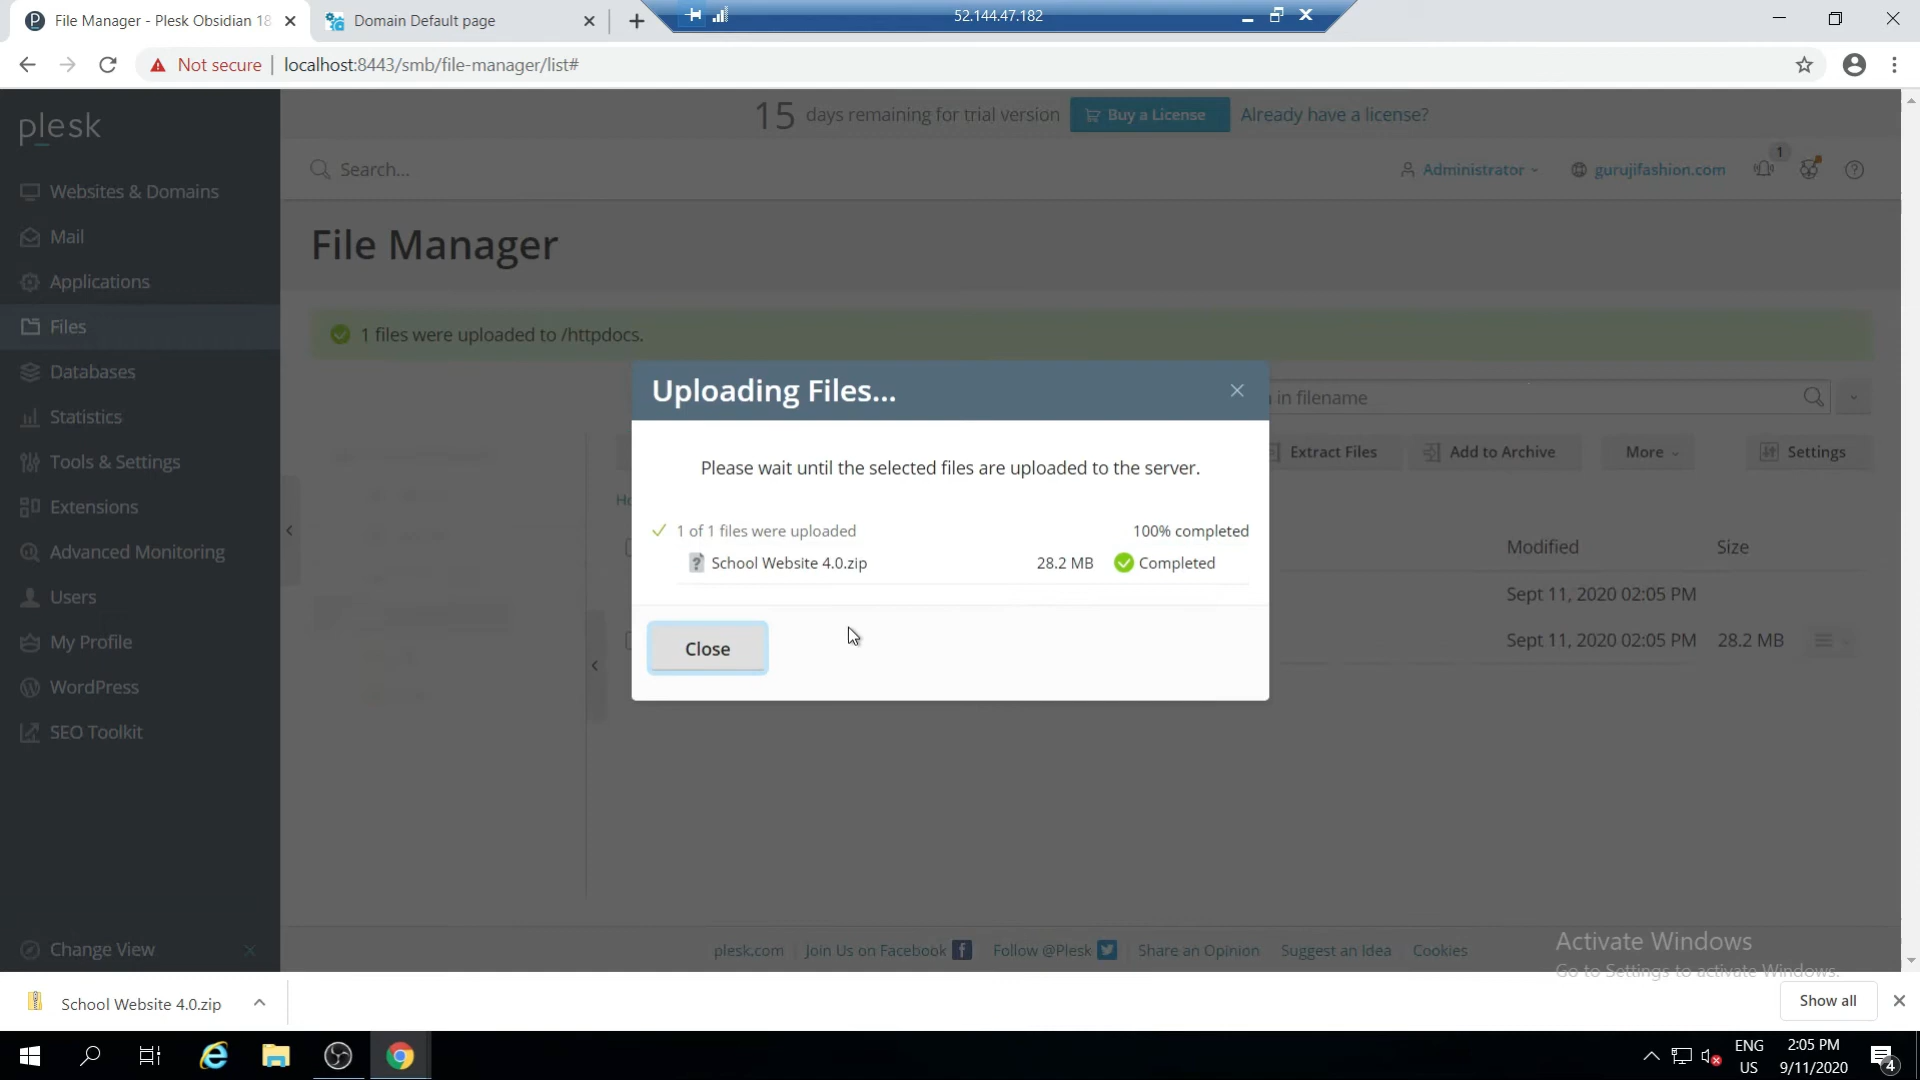 File Manager - Plesk Obsidian 18
Domain Default page
52.144.47.182
Not secure
localhost:8443/smb/file-manager/list#
plesk
15 days remaining for trial version
Buy a License
Already have a license?
Search...
Administrator
gurujifashion.com
1
Websites & Domains
Mail
Applications
Files
Databases
Statistics
Tools & Settings
Extensions
Advanced Monitoring
Users
My Profile
WordPress
SEO Toolkit
Change View
File Manager
1 files were uploaded to /httpdocs.
in filename
Extract Files
Add to Archive
More
Settings
Modified
Size
Sept 11, 2020 02:05 PM
Sept 11, 2020 02:05 PM
28.2 MB
Uploading Files...
Please wait until the selected files are uploaded to the server.
1 of 1 files were uploaded
100% completed
School Website 4.0.zip
28.2 MB
Completed
Close
plesk.com
Join Us on Facebook
Follow @Plesk
Share an Opinion
Suggest an Idea
Cookies
Activate Windows
Go to Settings to activate Windows.
School Website 4.0.zip
Show all
ENG
US
2:05 PM
9/11/2020
4